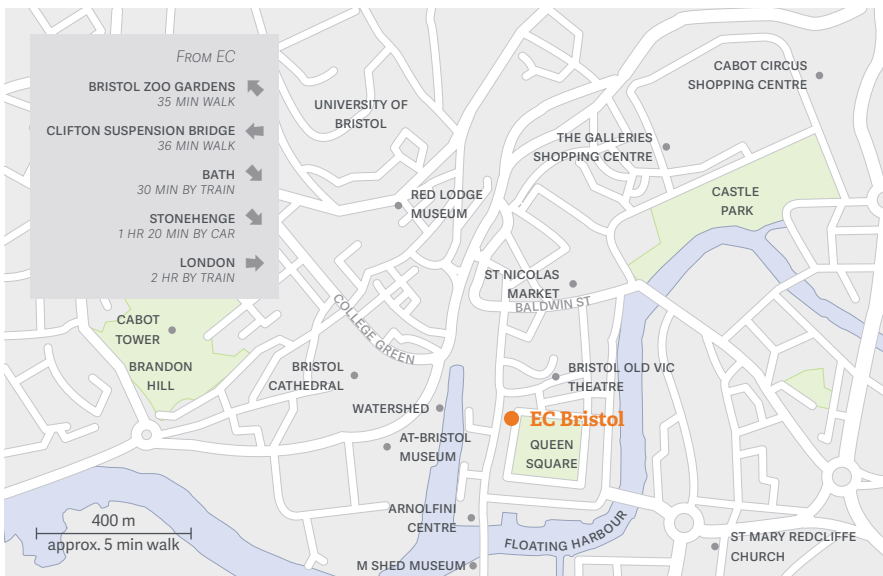 FROM EC
BRISTOL ZOO GARDENS
35 MIN WALK
CLIFTON SUSPENSION BRIDGE
36 MIN WALK
BATH
30 MIN BY TRAIN
STONEHENGE
1 HR 20 MIN BY CAR
LONDON
2 HR BY TRAIN
UNIVERSITY OF
BRISTOL
CABOT CIRCUS
SHOPPING CENTRE
THE GALLERIES
SHOPPING CENTRE
RED LODGE
MUSEUM
CASTLE
PARK
ST NICOLAS
MARKET
BALDWIN ST
COLLEGE GREEN
CABOT
TOWER
BRANDON
HILL
BRISTOL
CATHEDRAL
BRISTOL OLD VIC
THEATRE
WATERSHED
EC Bristol
AT-BRISTOL
MUSEUM
QUEEN
SQUARE
ARNOLFINI
CENTRE
FLOATING HARBOUR
400 m
approx. 5 min walk
ST MARY REDCLIFFE
CHURCH
M SHED MUSEUM